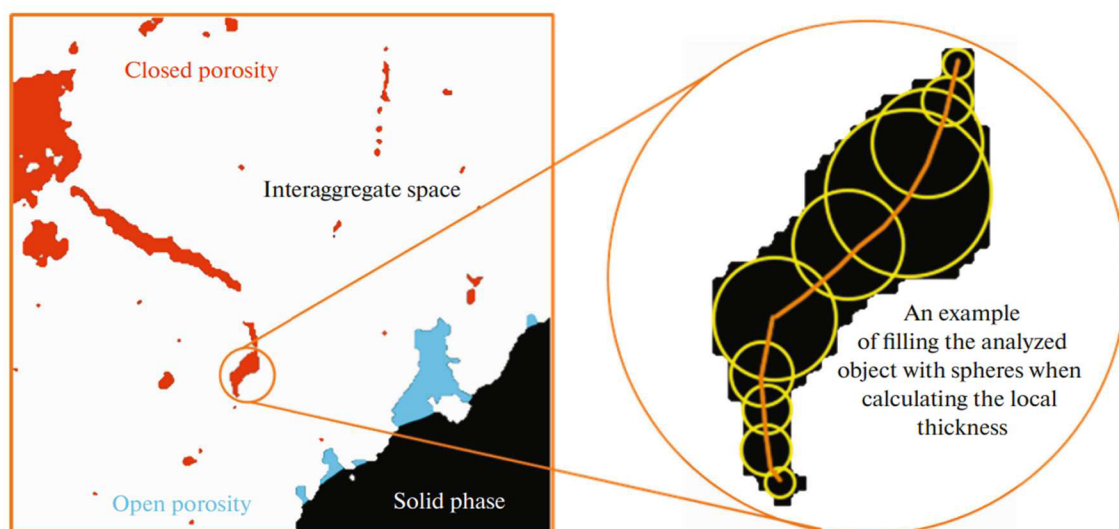 Closed porosity
Interaggregate space
Open porosity
Solid phase
An example
of filling the analyzed
object with spheres when
calculating the local
thickness